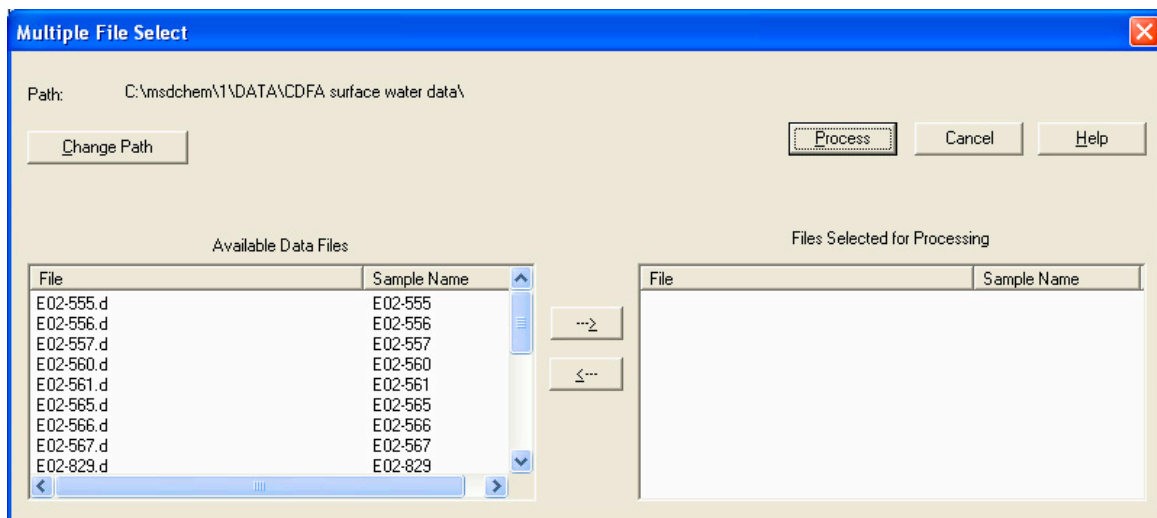 Multiple File Select
Path: C:\msdchem\1\DATA\CDFA surface water data\
Change Path
Process Cancel Help
Available Data Files
File Sample Name
E02-555.d E02-555
E02-556.d E02-556
E02-557.d E02-557
E02-560.d E02-560
E02-561.d E02-561
E02-565.d E02-565
E02-566.d E02-566
E02-567.d E02-567
E02-829.d E02-829
--->
<---
Files Selected for Processing
File Sample Name